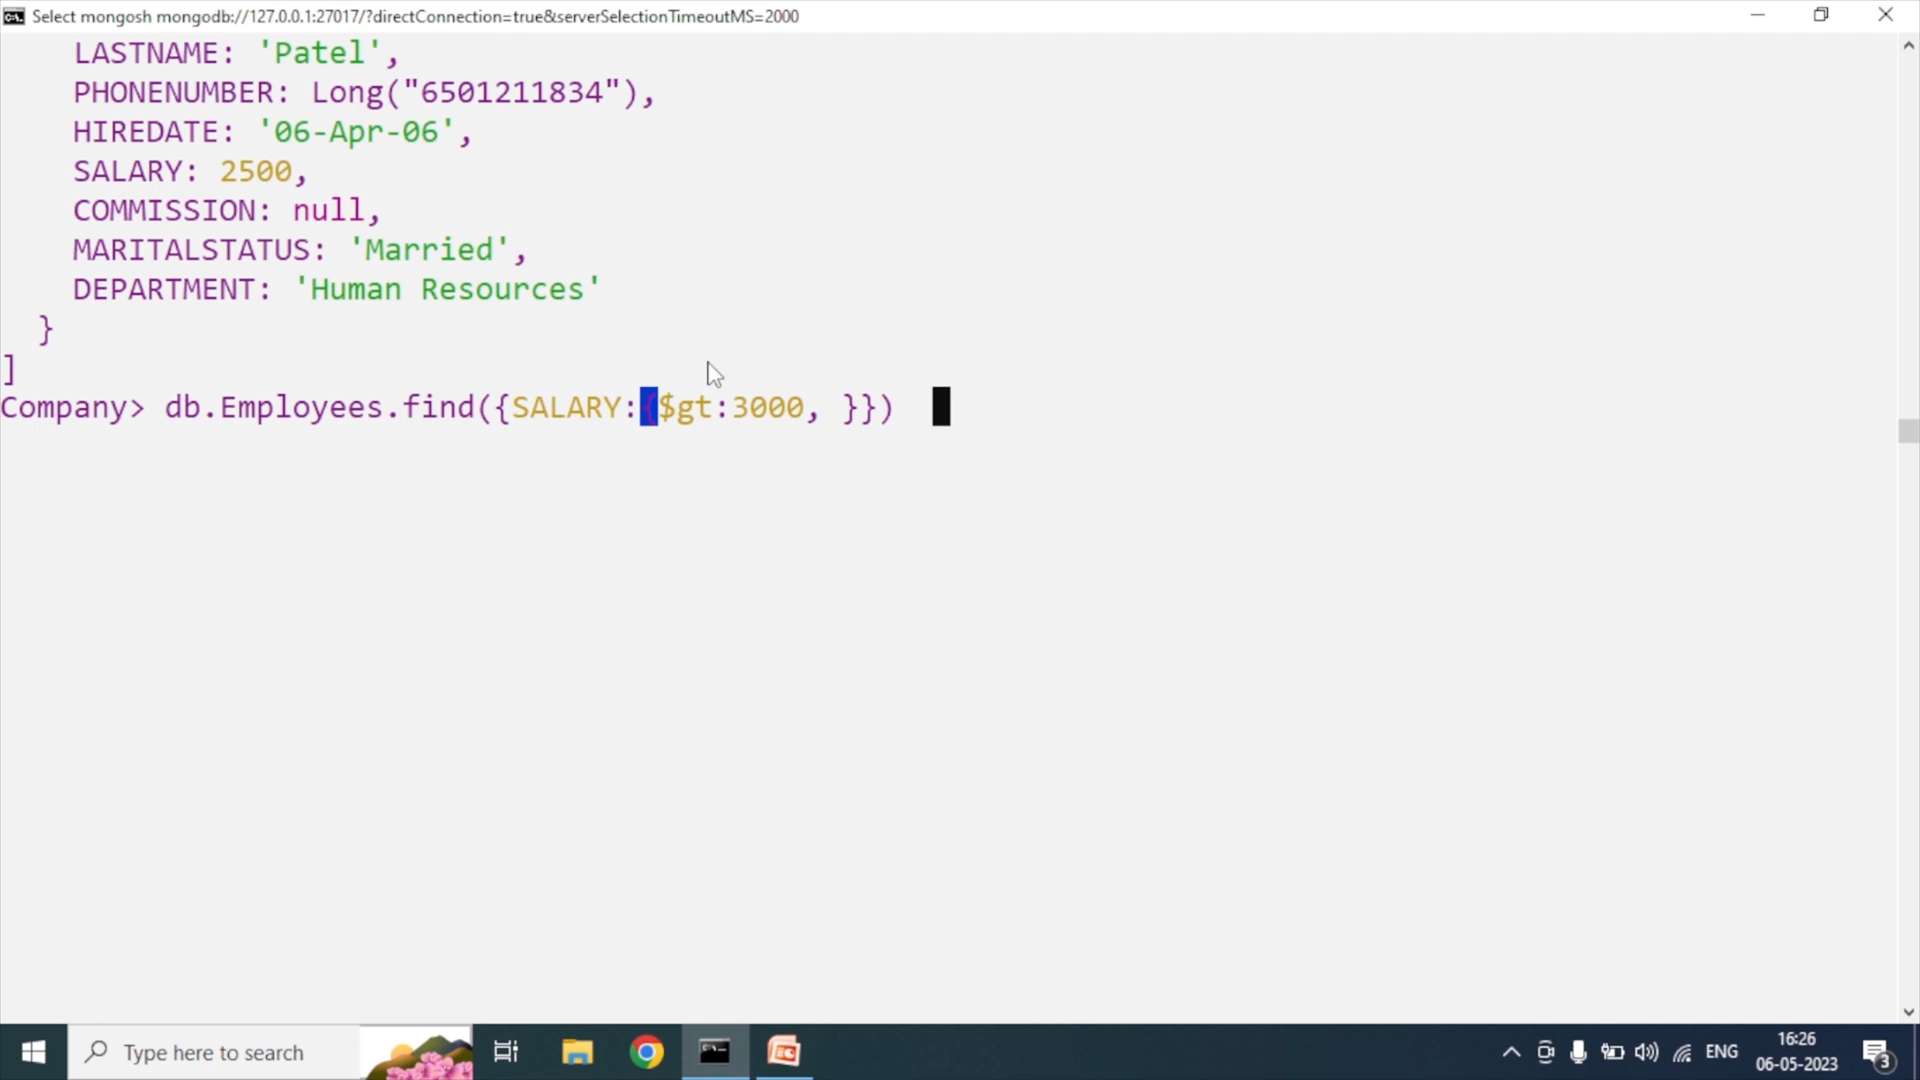 Select mongosh mongodb://127.0.0.1:27017/?directConnection=true&serverSelectionTimeoutMS=2000
LASTNAME: 'Patel',
PHONENUMBER: Long("6501211834"),
HIREDATE: '06-Apr-06',
SALARY: 2500,
COMMISSION: null,
MARITALSTATUS: 'Married',
DEPARTMENT: 'Human Resources'
}
]
Company> db.Employees.find({SALARY:{$gt:3000, }})
Type here to search
ENG
16:26
06-05-2023
3